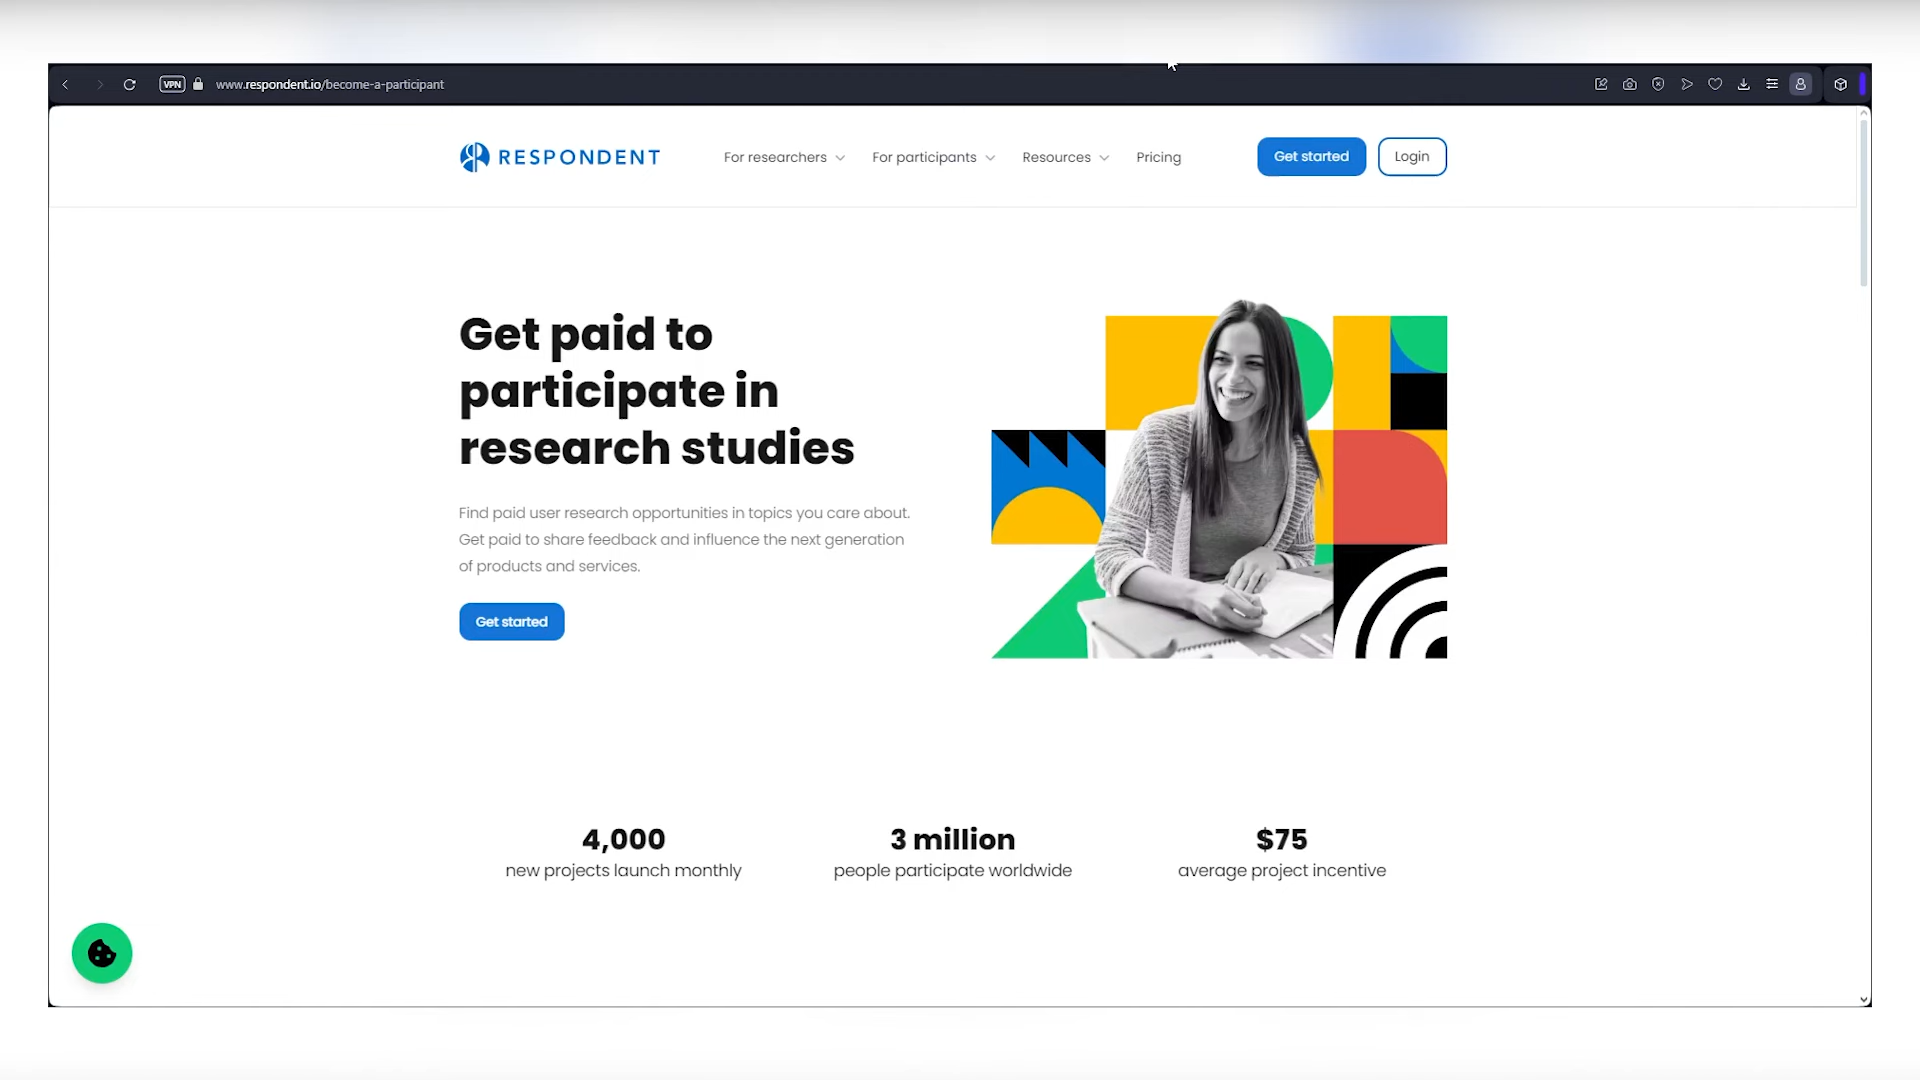 VPN
www.respondent.io/become-a-participant
RESPONDENT
For researchers
For participants
Resources
Pricing
Get started
Login
Get paid to
participate in
research studies
Find paid user research opportunities in topics you care about.
Get paid to share feedback and influence the next generation
of products and services.
Get started
4,000
new projects launch monthly
3 million
people participate worldwide
$75
average project incentive